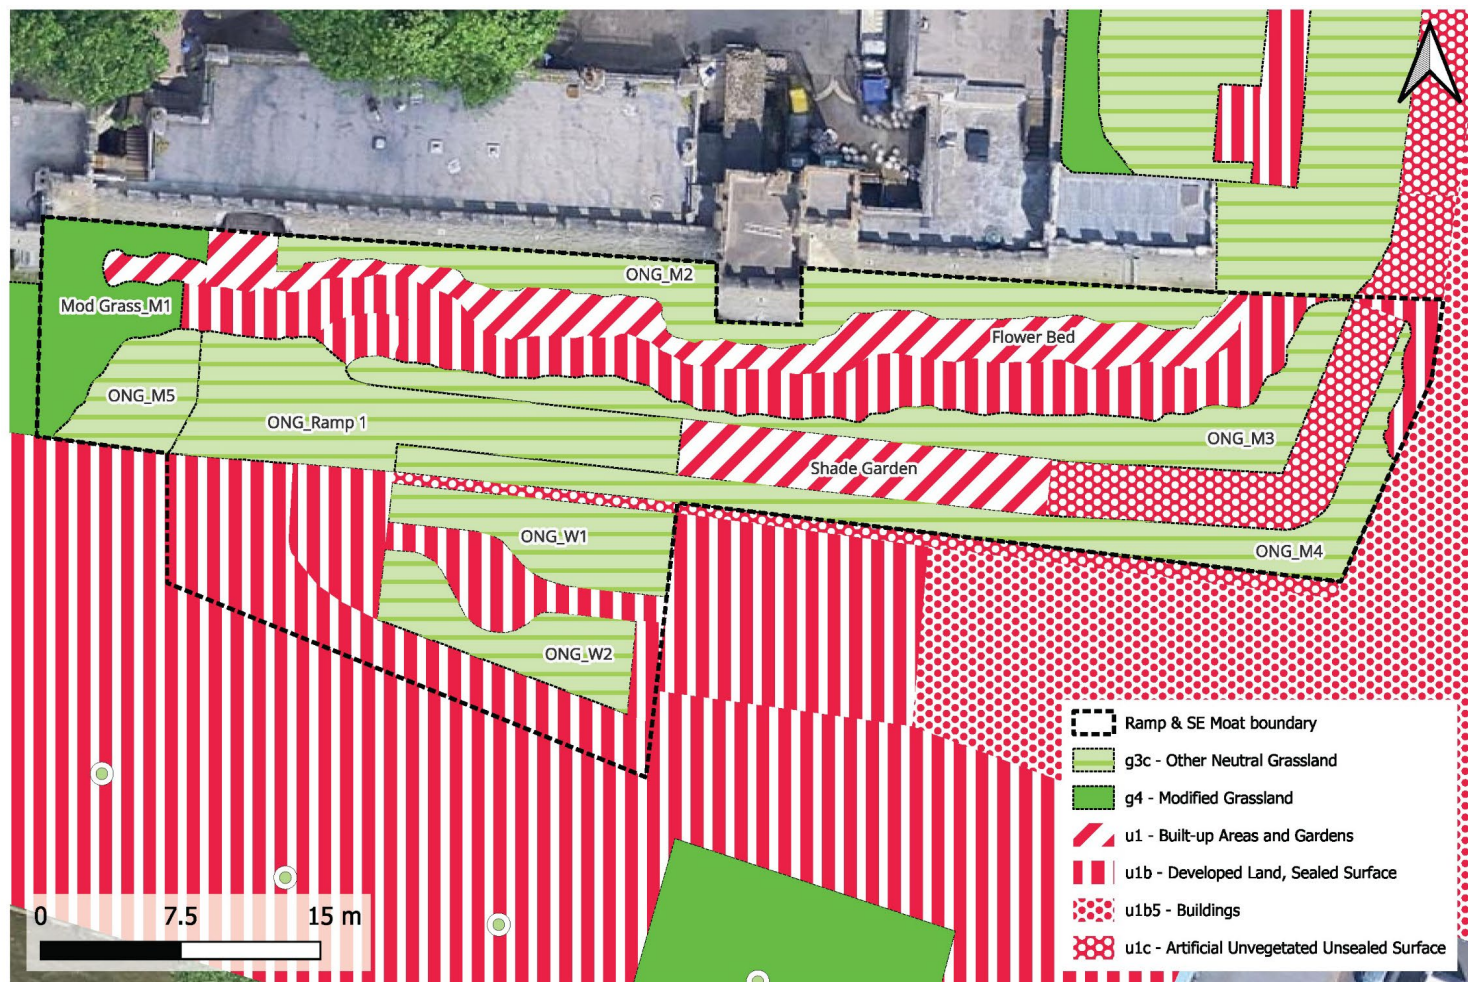 ONG_M2
Mod Grass_M1
Flower Bed
ONG_M5
ONG_Ramp 1
ONG_M3
Shade Garden
ONG_W1
ONG_M4
ONG_W2
Ramp & SE Moat boundary
g3c - Other Neutral Grassland
g4 - Modified Grassland
u1 - Built-up Areas and Gardens
u1b - Developed Land, Sealed Surface
u1b5 - Buildings
u1c - Artificial Unvegetated Unsealed Surface
0 7.5 15 m